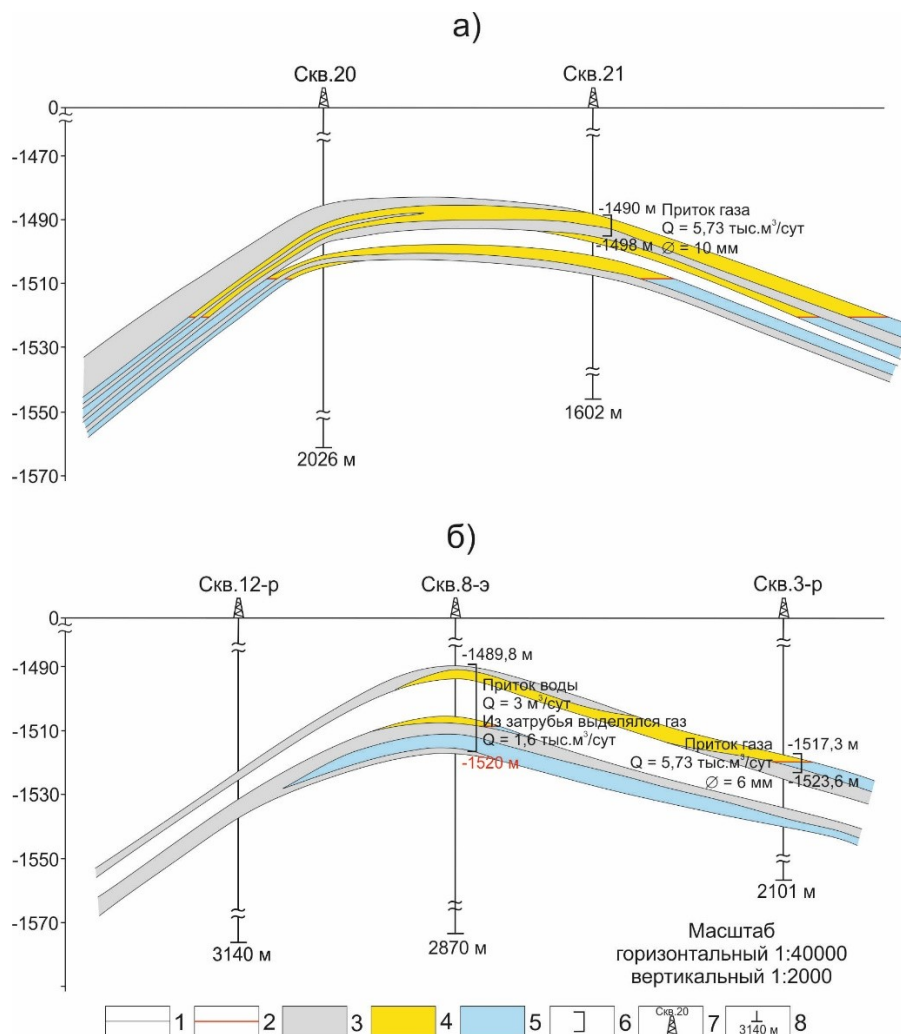 а)
Скв.20
Скв.21
0
-1470
-1490
-1510
-1530
-1550
-1570
-1490 м
Приток газа
Q = 5,73 тыс.м³/сут
-1498 м
∅ = 10 мм
1602 м
2026 м
б)
Скв.12-р
Скв.8-э
Скв.3-р
0
-1490
-1510
-1530
-1550
-1570
-1489,8 м
Приток воды
Q = 3 м³/сут
Из затрубья выделялся газ
Q = 1,6 тыс.м³/сут
-1520 м
Приток газа
-1517,3 м
Q = 5,73 тыс.м³/сут
-1523,6 м
∅ = 6 мм
2101 м
3140 м
2870 м
Масштаб
горизонтальный 1:40000
вертикальный 1:2000
1 2 3 4 5 6 Скв.20 7 3140 м 8